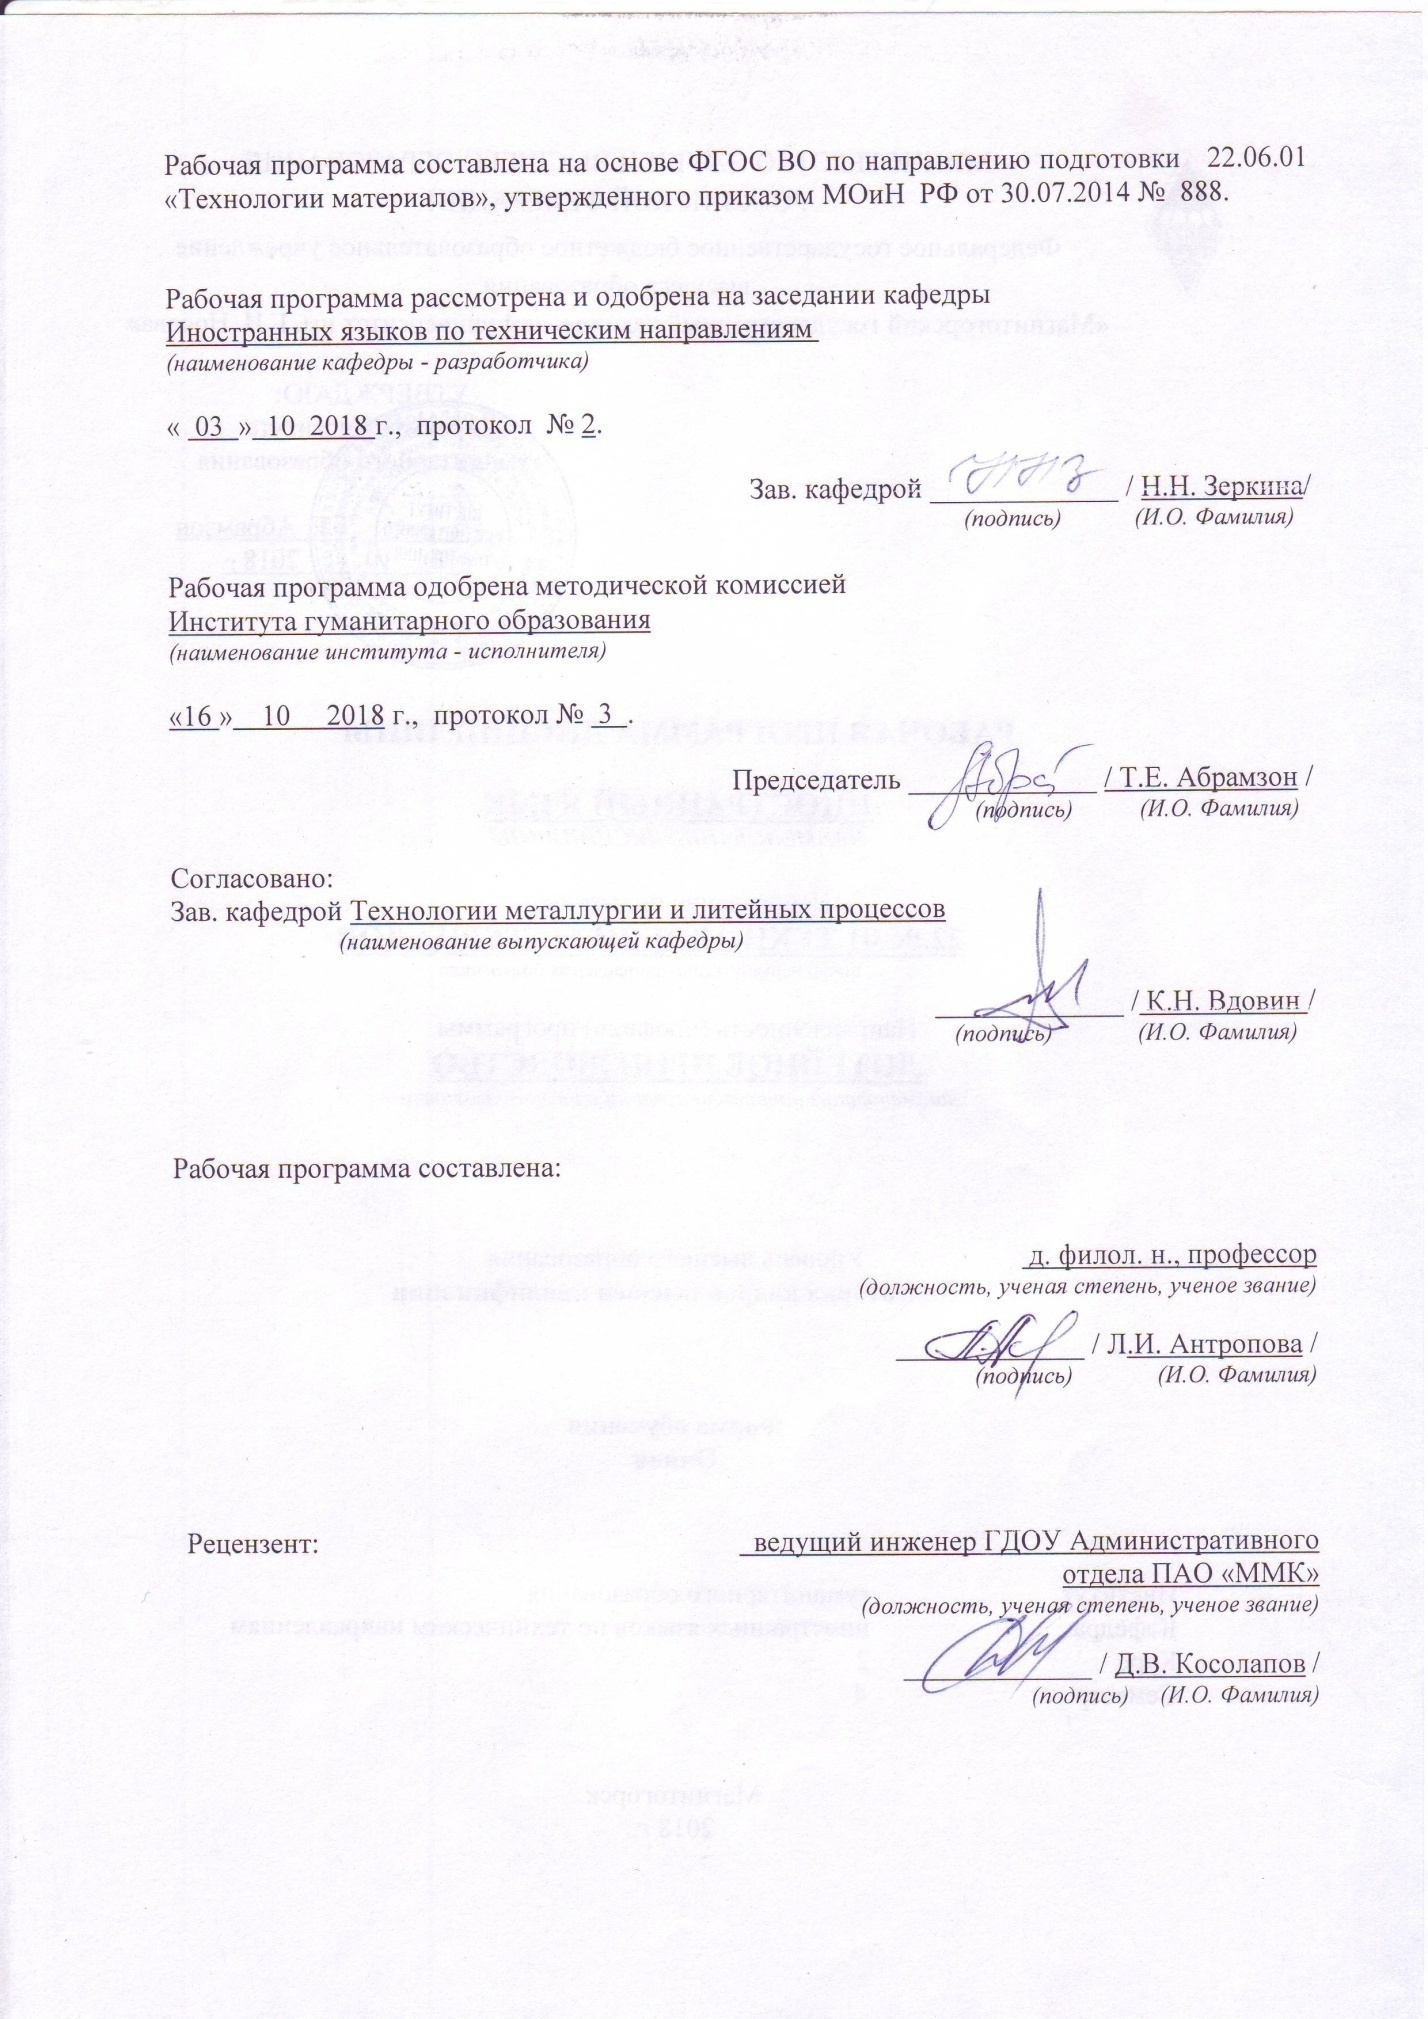 Рабочая программа составлена на основе ФГОС ВО по направлению подготовки 22.06.01
«Технологии материалов», утвержденного приказом МОиН РФ от 30.07.2014 № 888.
Рабочая программа рассмотрена и одобрена на заседании кафедры
Иностранных языков по техническим направлениям
(наименование кафедры - разработчика)
« 03 » 10 2018 г., протокол № 2.
Зав. кафедрой ______________ / Н.Н. Зеркина/
(подпись) (И.О. Фамилия)
Рабочая программа одобрена методической комиссией
Института гуманитарного образования
(наименование института - исполнителя)
«16 » 10 2018 г., протокол № 3 .
Председатель ______________ / Т.Е. Абрамзон /
(подпись) (И.О. Фамилия)
Согласовано:
Зав. кафедрой Технологии металлургии и литейных процессов
(наименование выпускающей кафедры)
______________ / К.Н. Вдовин /
(подпись) (И.О. Фамилия)
Рабочая программа составлена:
д. филол. н., профессор
(должность, ученая степень, ученое звание)
______________ / Л.И. Антропова /
(подпись) (И.О. Фамилия)
Рецензент: ведущий инженер ГДОУ Административного
отдела ПАО «ММК»
(должность, ученая степень, ученое звание)
______________ / Д.В. Косолапов /
(подпись) (И.О. Фамилия)